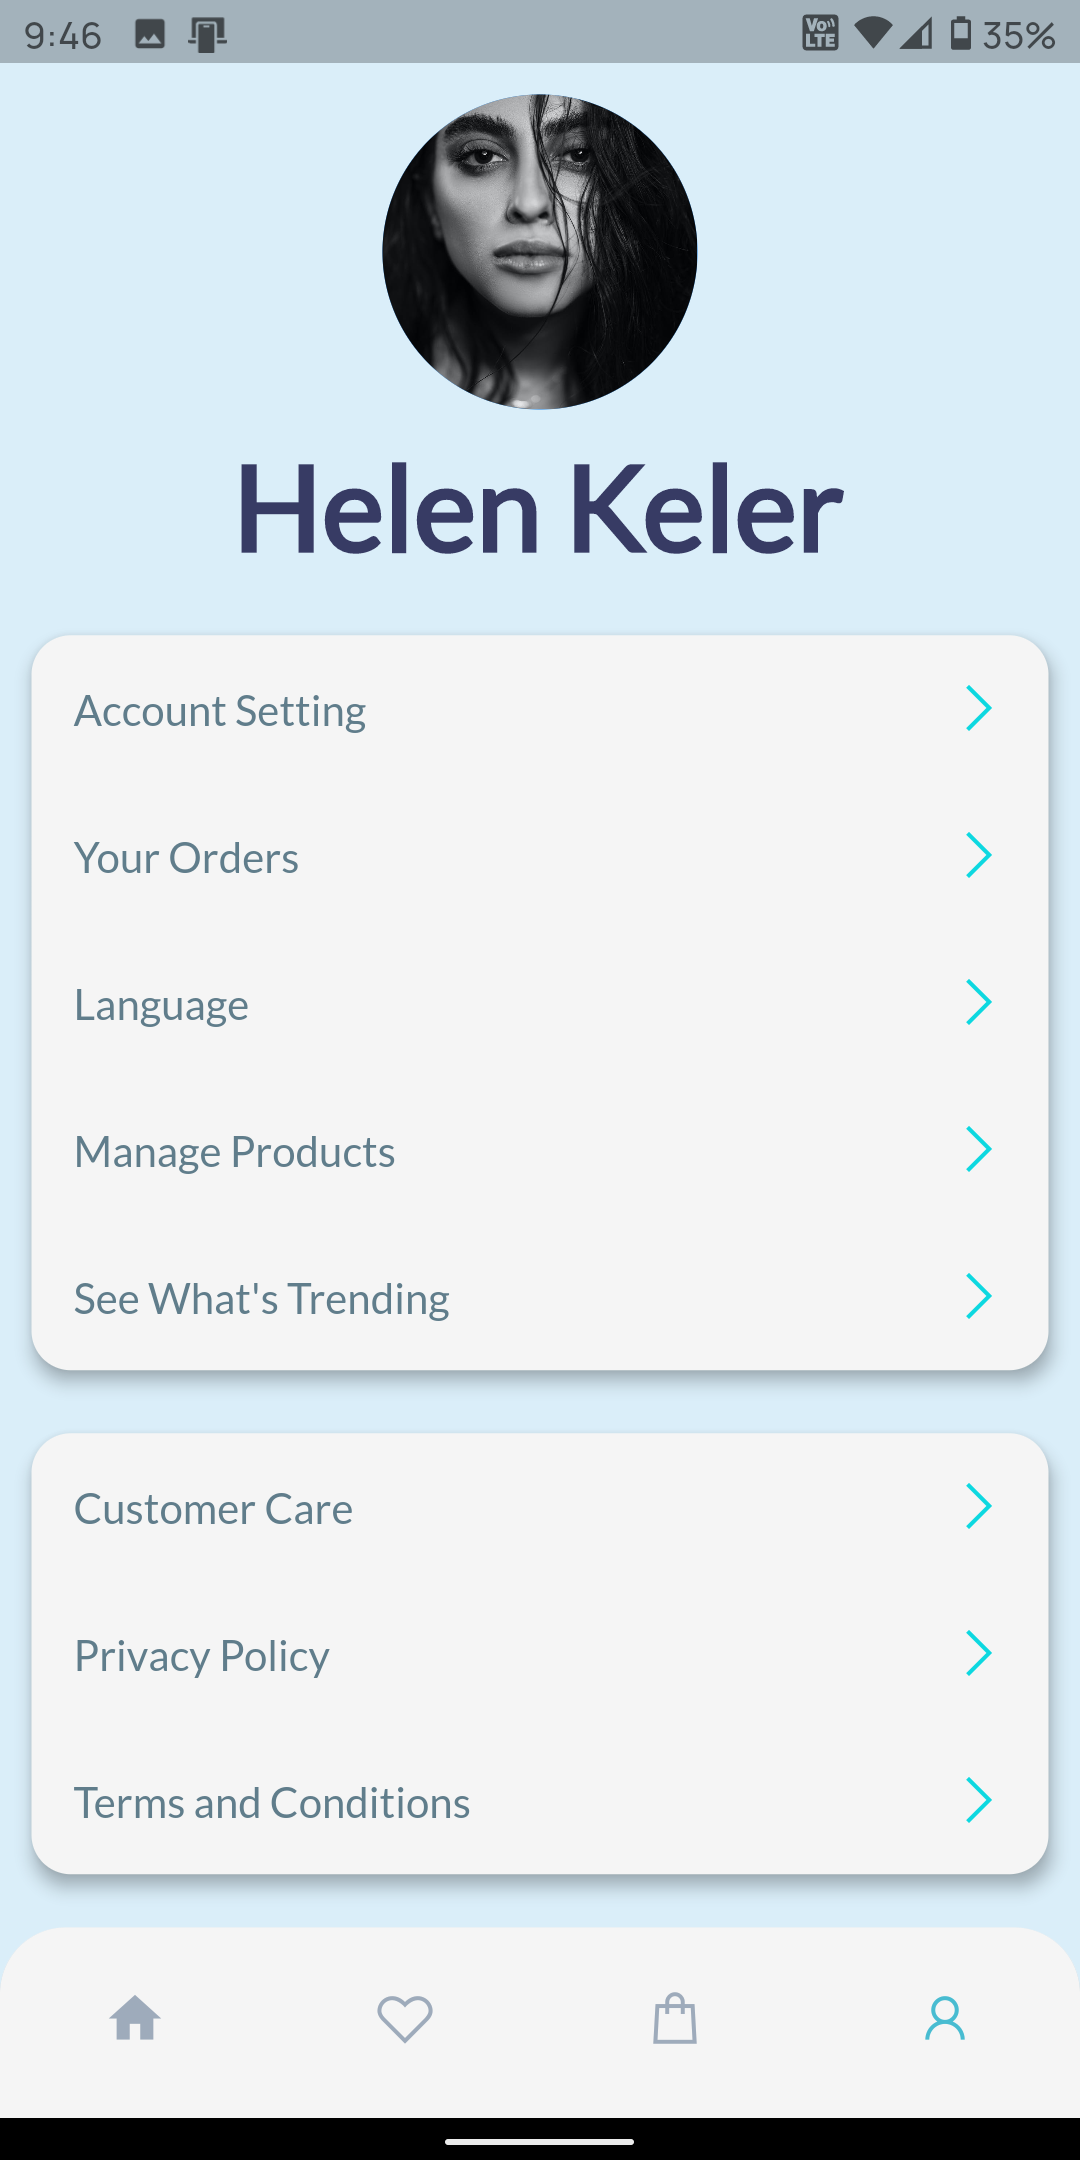 9:46 Vo LTE 35%
Helen Keler
Account Setting
Your Orders
Language
Manage Products
See What's Trending
Customer Care
Privacy Policy
Terms and Conditions